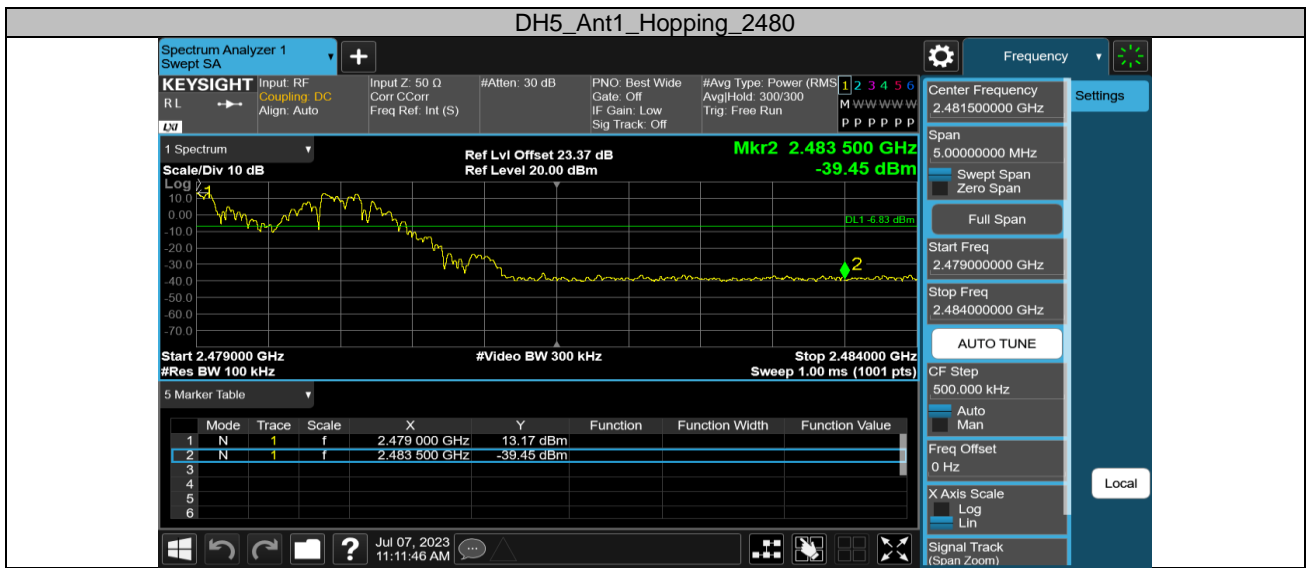 DH5_Ant1_Hopping_2480
Spectrum Analyzer 1
Swept SA
Frequency
KEYSIGHT
R L
LXI
Input: RF
Coupling: DC
Align: Auto
Input Z: 50 Ω
Corr CCorr
Freq Ref: Int (S)
#Atten: 30 dB
PNO: Best Wide
Gate: Off
IF Gain: Low
Sig Track: Off
#Avg Type: Power (RMS
Avg|Hold: 300/300
Trig: Free Run
1 2 3 4 5 6
M W W W W W
P P P P P P
1 Spectrum
Scale/Div 10 dB
Ref Lvl Offset 23.37 dB
Ref Level 20.00 dBm
Mkr2 2.483 500 GHz
-39.45 dBm
Log
10.0
0.00
-10.0
-20.0
-30.0
-40.0
-50.0
-60.0
-70.0
1
DL1 -6.83 dBm
2
Start 2.479000 GHz
#Video BW 300 kHz
Stop 2.484000 GHz
#Res BW 100 kHz
Sweep 1.00 ms (1001 pts)
5 Marker Table
Mode Trace Scale X Y Function Function Width Function Value
1 N 1 f 2.479 000 GHz 13.17 dBm
2 N 1 f 2.483 500 GHz -39.45 dBm
3
4
5
6
?
Jul 07, 2023
11:11:46 AM
Center Frequency
2.481500000 GHz
Settings
Span
5.00000000 MHz
Swept Span
Zero Span
Full Span
Start Freq
2.479000000 GHz
Stop Freq
2.484000000 GHz
AUTO TUNE
CF Step
500.000 kHz
Auto
Man
Freq Offset
0 Hz
Local
X Axis Scale
Log
Lin
Signal Track
(Span Zoom)